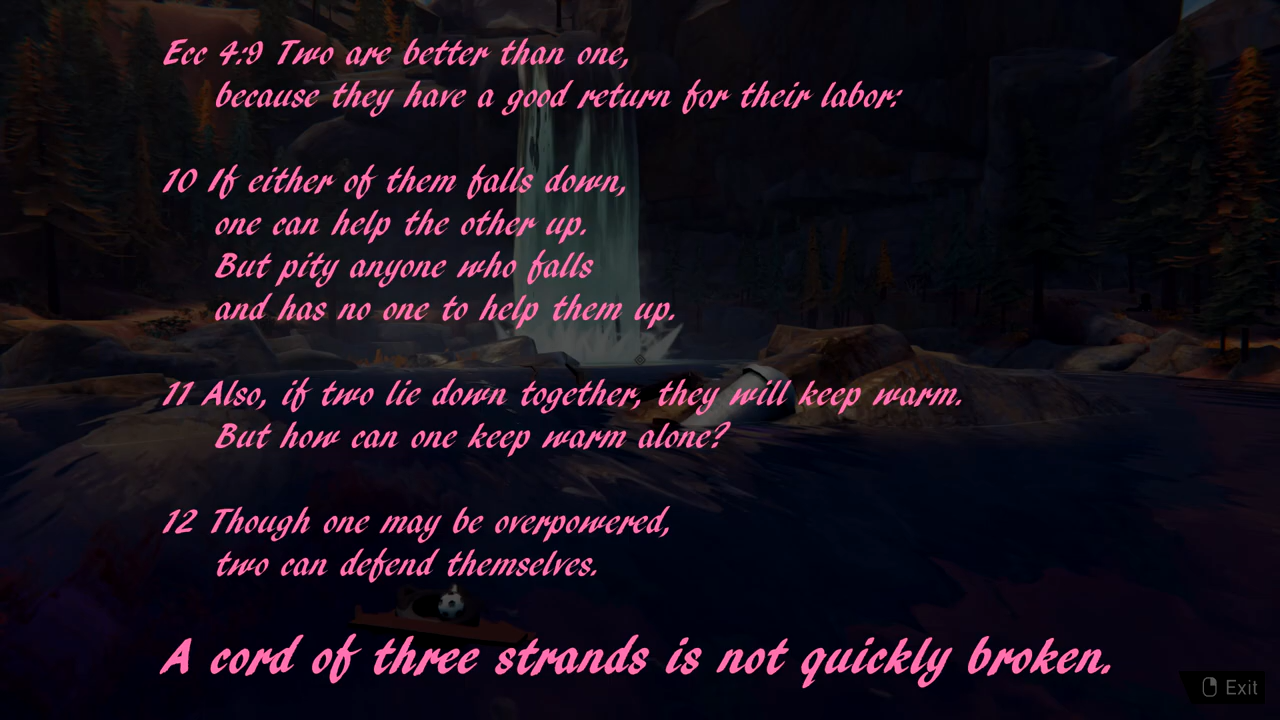 Ecc 4:9 Two are better than one,
because they have a good return for their labor:
10 If either of them falls down,
one can help the other up.
But pity anyone who falls
and has no one to help them up.
11 Also, if two lie down together, they will keep warm.
But how can one keep warm alone?
12 Though one may be overpowered,
two can defend themselves.
A cord of three strands is not quickly broken.
Exit